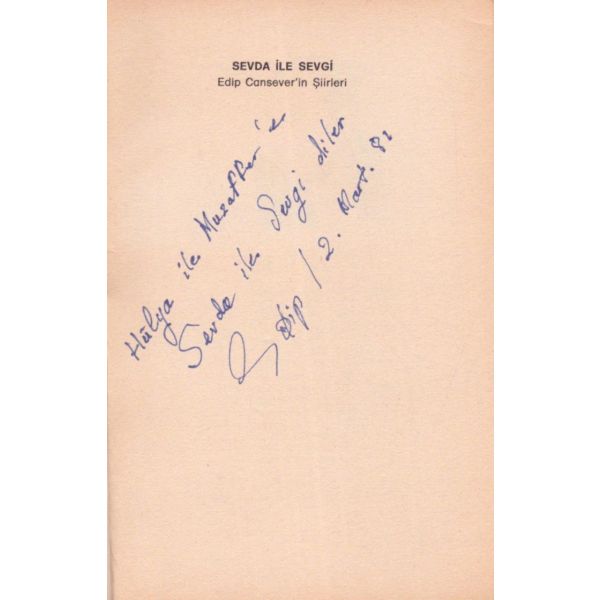 SEVDA İLE SEVGİ
Edip Cansever'in Şiirleri
Hülya ile Muzaffer'e
Sevda ile Sevgi diler
Edip / 2. Mart. 82